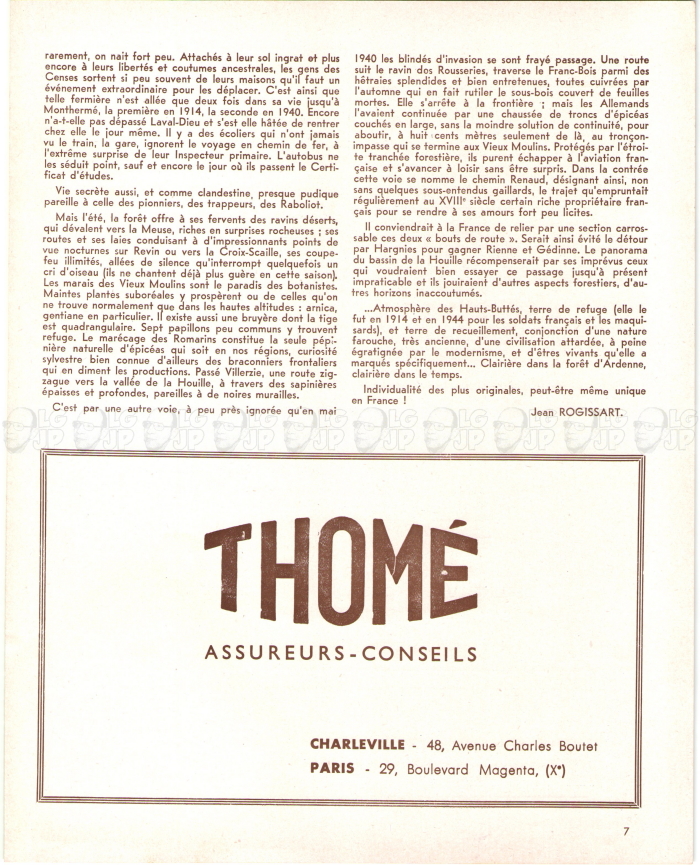 rarement, on nait fort peu. Attachés à leur sol ingrat et plus
encore à leurs libertés et coutumes ancestrales, les gens des
Censes sortent si peu souvent de leurs maisons qu'il faut un
événement extraordinaire pour les déplacer. C'est ainsi que
telle fermière n'est allée que deux fois dans sa vie jusqu'à
Monthermé, la première en 1914, la seconde en 1940. Encore
n'a-t-elle pas dépassé Laval-Dieu et s'est elle hâtée de rentrer
chez elle le jour même. Il y a des écoliers qui n'ont jamais
vu le train, la gare, ignorent le voyage en chemin de fer, à
l'extrême surprise de leur Inspecteur primaire. L'autobus ne
les séduit point, sauf et encore le jour où ils passent le Certi-
ficat d'études.
Vie secrète aussi, et comme clandestine, presque pudique
pareille à celle des pionniers, des trappeurs, des Raboliot.
Mais l'été, la forêt offre à ses fervents des ravins déserts,
qui dévalent vers la Meuse, riches en surprises rocheuses ; ses
routes et ses laies conduisant à d'impressionnants points de
vue nocturnes sur Revin ou vers la Croix-Scaille, ses coupe-
feu illimités, allées de silence qu'interrompt quelquefois un
cri d'oiseau (ils ne chantent déjà plus guère en cette saison).
Les marais des Vieux Moulins sont le paradis des botanistes.
Maintes plantes suboréales y prospèrent ou de celles qu'on
ne trouve normalement que dans les hautes altitudes : arnica,
gentiane en particulier. Il existe aussi une bruyère dont la tige
est quadrangulaire. Sept papillons peu communs y trouvent
refuge. Le marécage des Romarins constitue la seule pépi-
nière naturelle d'épicéas qui soit en nos régions, curiosité
sylvestre bien connue d'ailleurs des braconniers frontaliers
qui en diment les productions. Passé Villerzie, une route zig-
zague vers la vallée de la Houille, à travers des sapinières
épaisses et profondes, pareilles à de noires murailles.
C'est par une autre voie, à peu près ignorée qu'en mai
1940 les blindés d'invasion se sont frayé passage. Une route
suit le ravin des Rousseries, traverse le Franc-Bois parmi des
hêtraies splendides et bien entretenues, toutes cuivrées par
l'automne qui en fait rutiler le sous-bois couvert de feuilles
mortes. Elle s'arrête à la frontière ; mais les Allemands
l'avaient continuée par une chaussée de troncs d'épicéas
couchés en large, sans la moindre solution de continuité, pour
aboutir, à huit cents mètres seulement de là, au tronçon-
impasse qui se termine aux Vieux Moulins. Protégés par l'étroi-
te tranchée forestière, ils purent échapper à l'aviation fran-
çaise et s'avancer à loisir sans être surpris. Dans la contrée
cette voie se nomme le chemin Renaud, désignant ainsi, non
sans quelques sous-entendus gaillards, le trajet qu'empruntait
régulièrement au XVIIIe siècle certain riche propriétaire fran-
çais pour se rendre à ses amours fort peu licites.
Il conviendrait à la France de relier par une section carros-
sable ces deux « bouts de route ». Serait ainsi évité le détour
par Hargnies pour gagner Rienne et Gédinne. Le panorama
du bassin de la Houille récompenserait par ses imprévus ceux
qui voudraient bien essayer ce passage jusqu'à présent
impraticable et ils jouiraient d'autres aspects forestiers, d'au-
tres horizons inaccoutumés.
...Atmosphère des Hauts-Buttés, terre de refuge (elle le
fut en 1914 et en 1944 pour les soldats français et les maqui-
sards), et terre de recueillement, conjonction d'une nature
farouche, très ancienne, d'une civilisation attardée, à peine
égratignée par le modernisme, et d'êtres vivants qu'elle a
marqués spécifiquement... Clairière dans la forêt d'Ardenne,
clairière dans le temps.
Individualité des plus originales, peut-être même unique
en France !
Jean ROGISSART.
THOMÉ
ASSUREURS-CONSEILS
CHARLEVILLE - 48, Avenue Charles Boutet
PARIS - 29, Boulevard Magenta, (Xe)
7